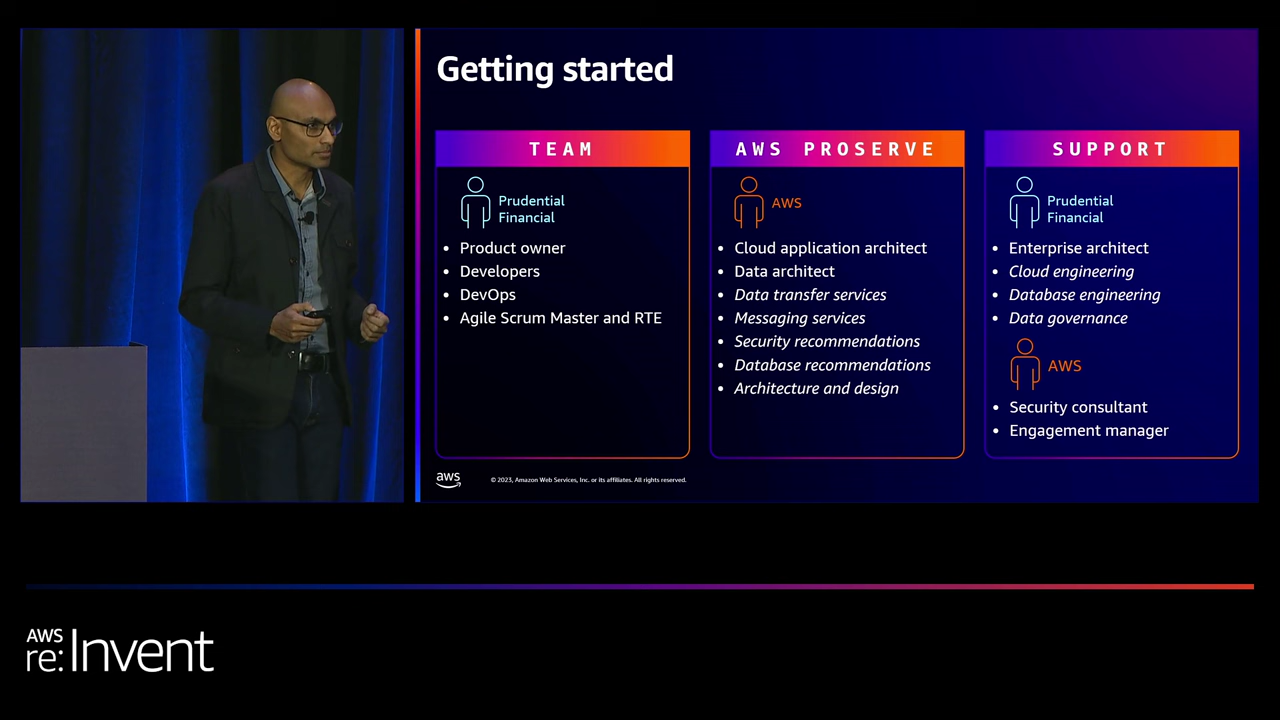 Getting started
TEAM
Prudential
Financial
• Product owner
• Developers
• DevOps
• Agile Scrum Master and RTE
AWS PROSERVE
AWS
• Cloud application architect
• Data architect
• Data transfer services
• Messaging services
• Security recommendations
• Database recommendations
• Architecture and design
SUPPORT
Prudential
Financial
• Enterprise architect
• Cloud engineering
• Database engineering
• Data governance
AWS
• Security consultant
• Engagement manager
aws
© 2023, Amazon Web Services, Inc. or its affiliates. All rights reserved.
AWS
re:Invent